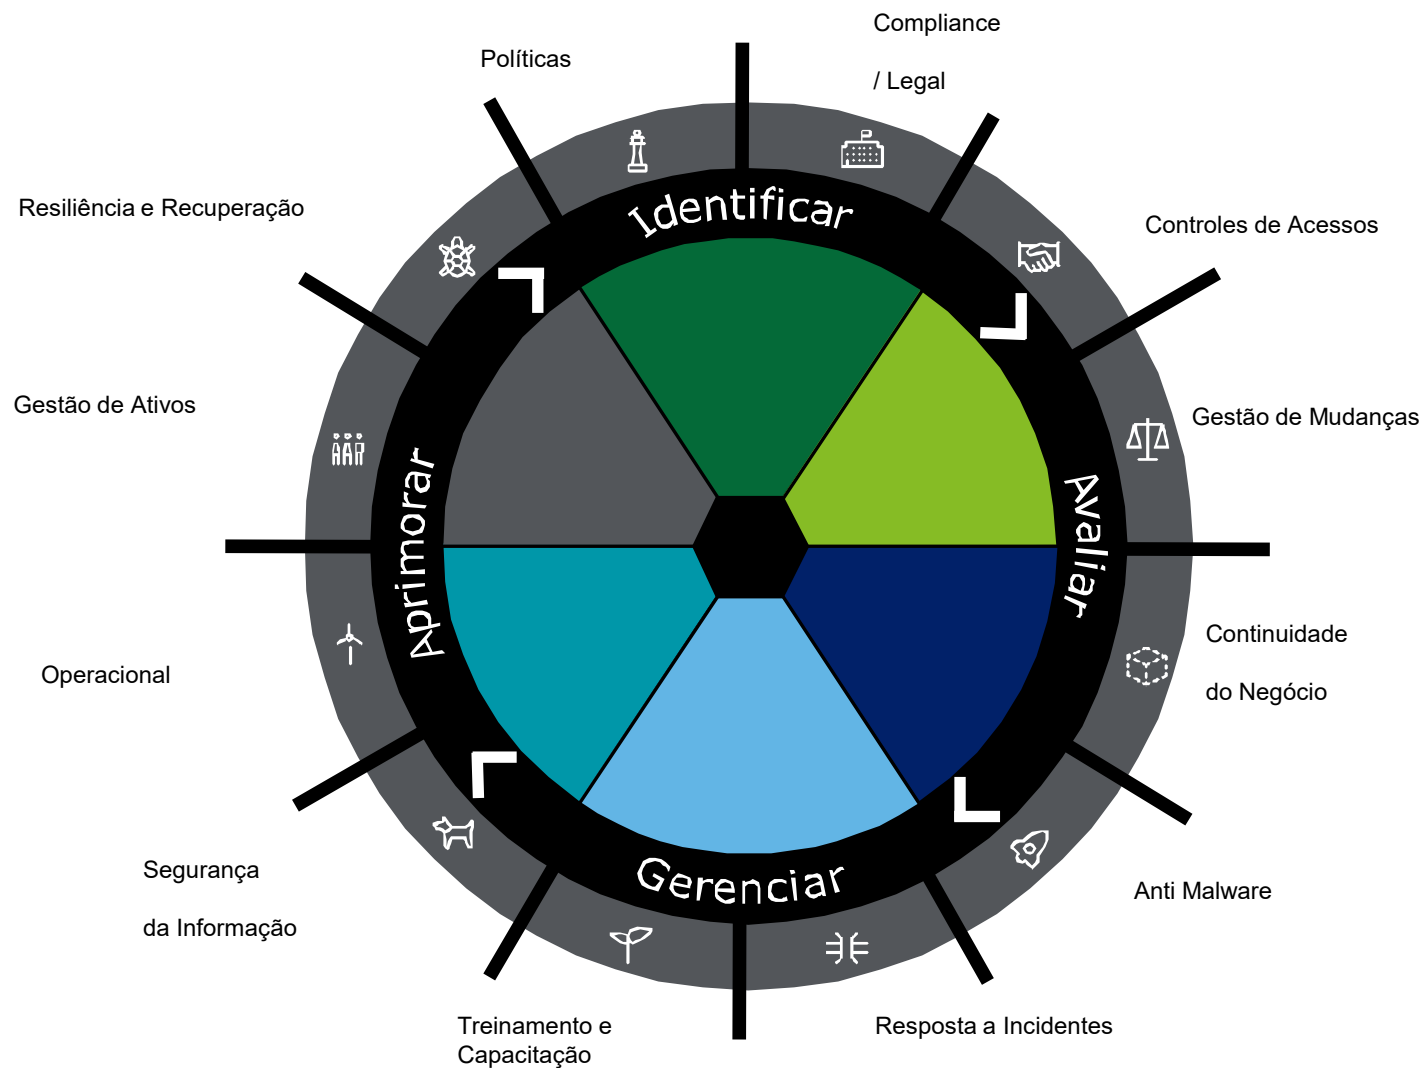 Compliance
/ Legal
Políticas
Resiliência e Recuperação
Controles de Acessos
Identificar
Gestão de Ativos
Gestão de Mudanças
Aprimorar
Avaliar
Continuidade
do Negócio
Operacional
Segurança
da Informação
Gerenciar
Anti Malware
Treinamento e
Capacitação
Resposta a Incidentes